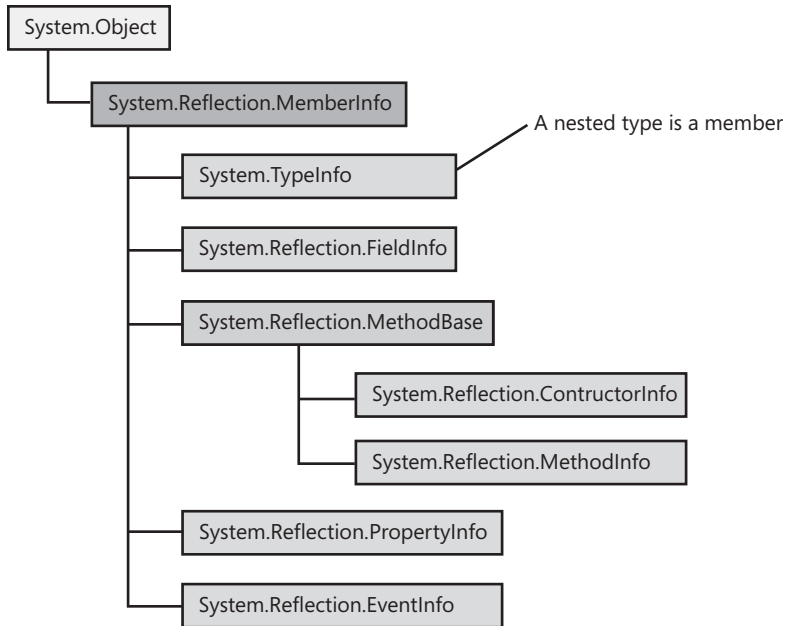 System.Object
System.Reflection.MemberInfo
A nested type is a member
System.TypeInfo
System.Reflection.FieldInfo
System.Reflection.MethodBase
System.Reflection.ContructorInfo
System.Reflection.MethodInfo
System.Reflection.PropertyInfo
System.Reflection.EventInfo